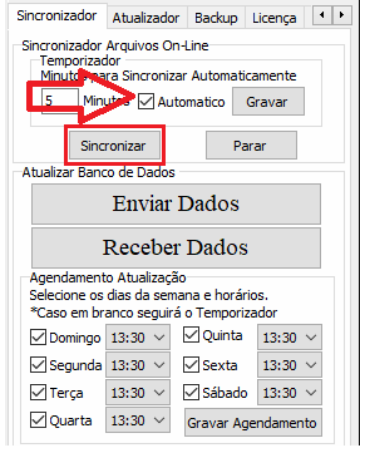 Sincronizador Atualizador Backup Licença
Sincronizador Arquivos On-Line
Temporizador
Minutos para Sincronizar Automaticamente
5 Minutos Automatico Gravar
Sincronizar Parar
Atualizar Banco de Dados
Enviar Dados
Receber Dados
Agendamento Atualização
Selecione os dias da semana e horários.
*Caso em branco seguirá o Temporizador
Domingo 13:30 Quinta 13:30
Segunda 13:30 Sexta 13:30
Terça 13:30 Sábado 13:30
Quarta 13:30 Gravar Agendamento